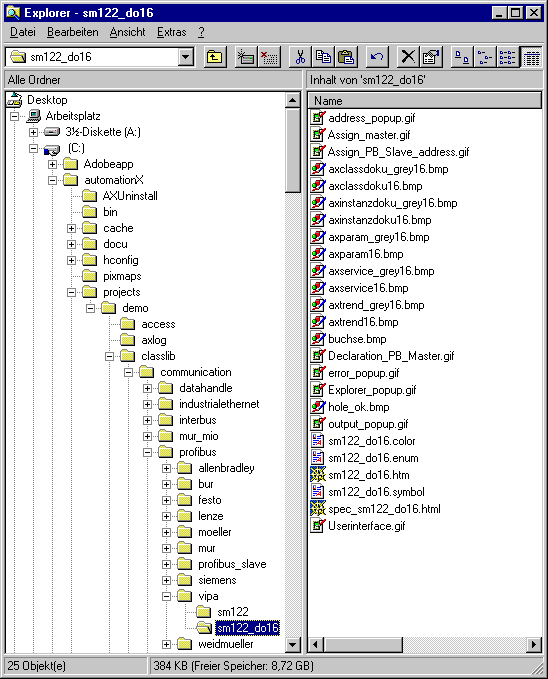 Explorer - sm122_do16
Datei Bearbeiten Ansicht Extras ?
sm122_do16
Alle Ordner
Inhalt von 'sm122_do16'
Desktop
Arbeitsplatz
3½-Diskette (A:)
(C:)
Adobeapp
automationX
AXUninstall
bin
cache
docu
hconfig
pixmaps
projects
demo
access
axlog
classlib
communication
datahandle
industrialethernet
interbus
mur_mio
profibus
allenbradley
bur
festo
lenze
moeller
mur
profibus_slave
siemens
vipa
sm122
sm122_do16
weidmueller
Name
address_popup.gif
Assign_master.gif
Assign_PB_Slave_address.gif
axclassdoku_grey16.bmp
axclassdoku16.bmp
axinstanzdoku_grey16.bmp
axinstanzdoku16.bmp
axparam_grey16.bmp
axparam16.bmp
axservice_grey16.bmp
axservice16.bmp
axtrend_grey16.bmp
axtrend16.bmp
buchse.bmp
Declaration_PB_Master.gif
error_popup.gif
Explorer_popup.gif
hole_ok.bmp
output_popup.gif
sm122_do16.color
sm122_do16.enum
sm122_do16.htm
sm122_do16.symbol
spec_sm122_do16.html
Userinterface.gif
25 Objekt(e)
384 KB (Freier Speicher: 8,72 GB)